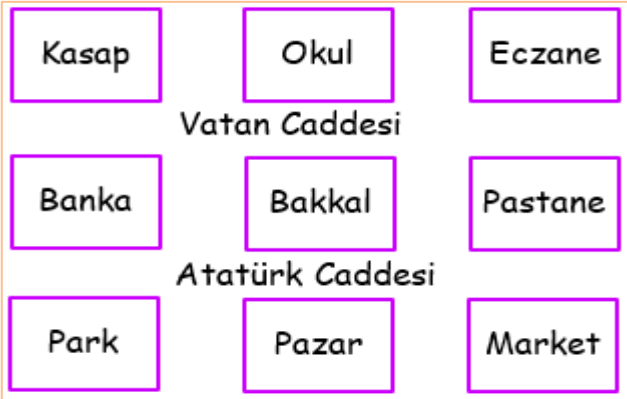 Kasap Okul Eczane
Vatan Caddesi
Banka Bakkal Pastane
Atatürk Caddesi
Park Pazar Market